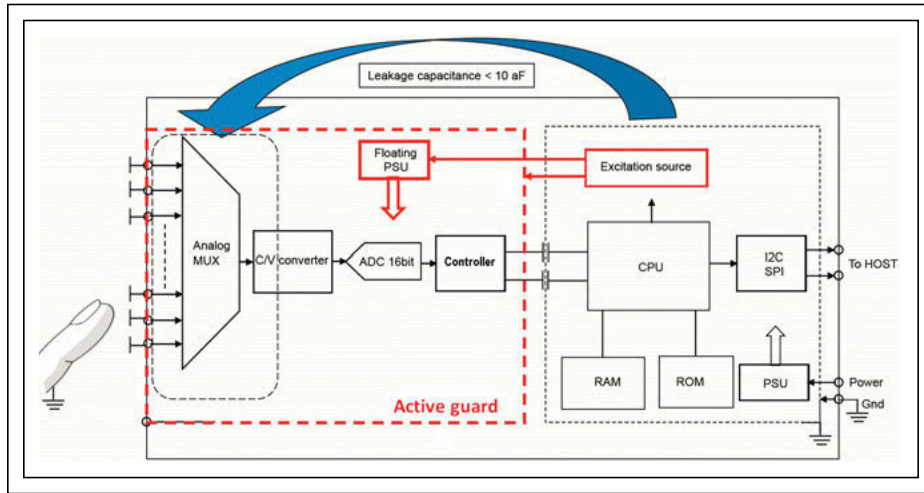 Leakage capacitance < 10 aF
Floating
PSU
Excitation source
Analog
MUX
C/V converter
ADC 16bit
Controller
CPU
I2C
SPI
To HOST
RAM
ROM
PSU
Power
Gnd
Active guard